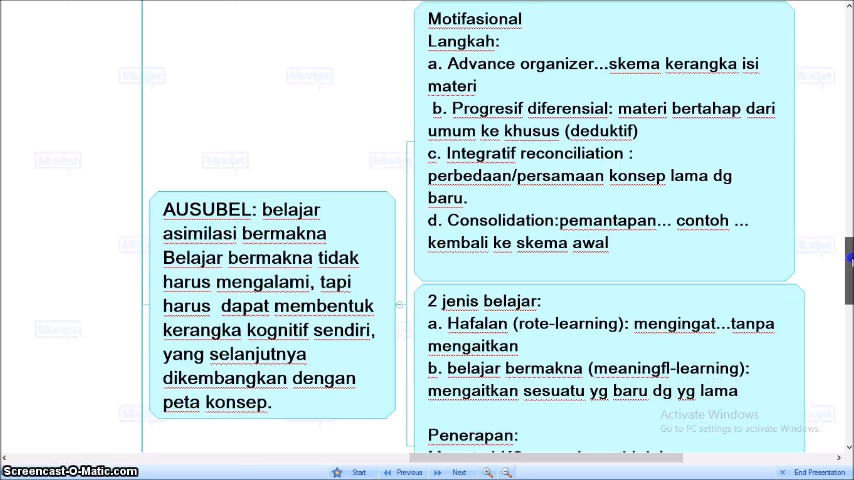 Motifasional
Langkah:
a. Advance organizer...skema kerangka isi
materi
b. Progresif diferensial: materi bertahap dari
umum ke khusus (deduktif)
c. Integratif reconciliation :
perbedaan/persamaan konsep lama dg
baru.
d. Consolidation:pemantapan... contoh ...
kembali ke skema awal
AUSUBEL: belajar
asimilasi bermakna
Belajar bermakna tidak
harus mengalami, tapi
harus dapat membentuk
kerangka kognitif sendiri,
yang selanjutnya
dikembangkan dengan
peta konsep.
2 jenis belajar:
a. Hafalan (rote-learning): mengingat...tanpa
mengaitkan
b. belajar bermakna (meaningfl-learning):
mengaitkan sesuatu yg baru dg yg lama
Penerapan:
Activate Windows
Go to PC settings to activate Windows.
Mindjet
Mindjet
Mindjet
Mindjet
Screencast-O-Matic.com
Start
Previous
Next
End Presentation